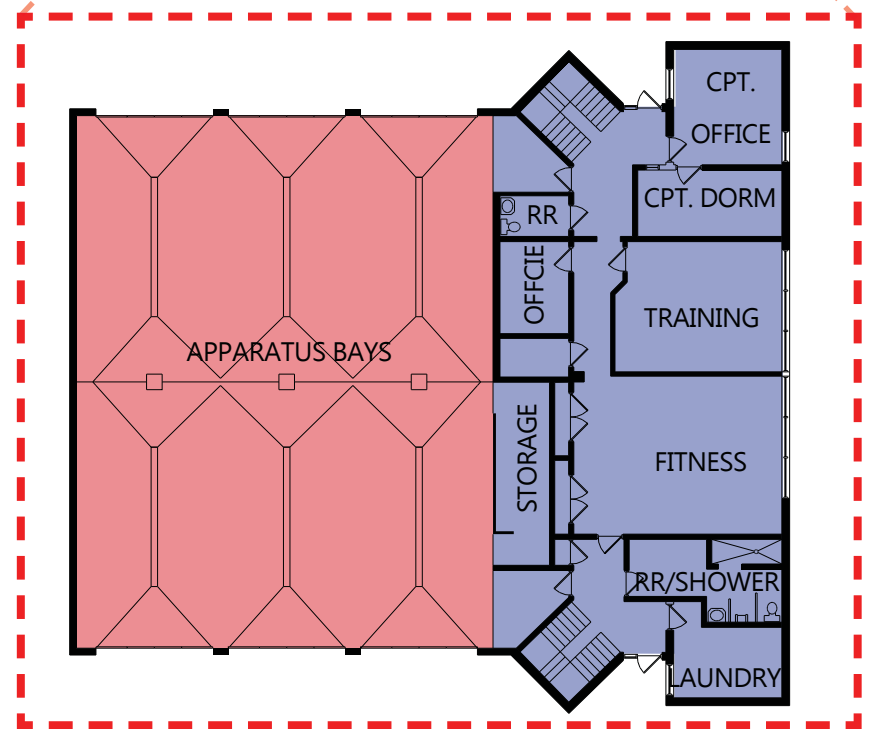 CPT.
OFFICE
CPT. DORM
RR
OFFCIE
TRAINING
APPARATUS BAYS
STORAGE
FITNESS
RR/SHOWER
LAUNDRY